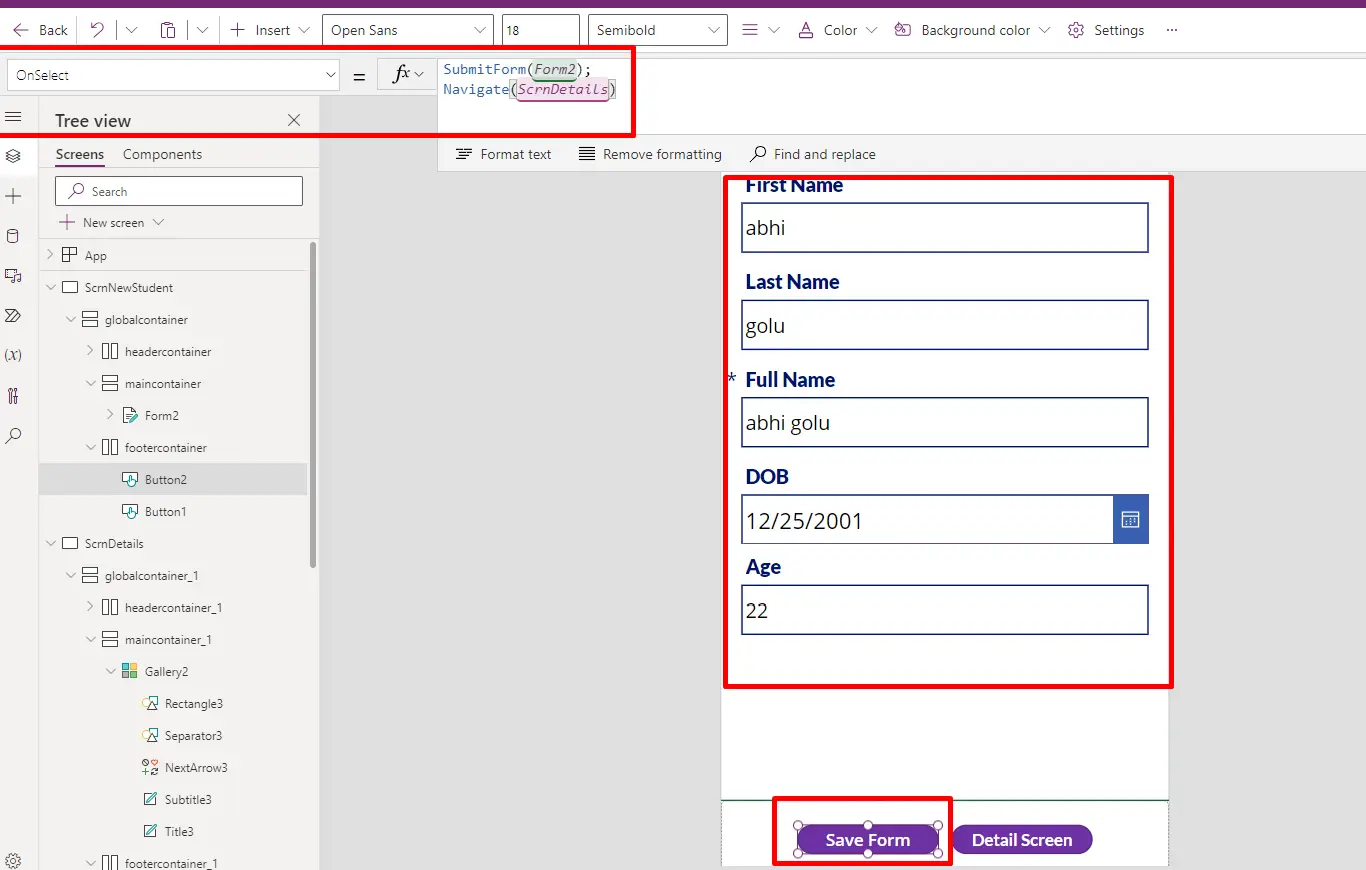 Back
Insert
Open Sans
18
Semibold
Color
Background color
Settings
...
OnSelect
=
fx
SubmitForm(Form2);
Navigate(ScrnDetails)
Tree view
Format text
Remove formatting
Find and replace
Screens
Components
Search
New screen
App
ScrnNewStudent
globalcontainer
headercontainer
maincontainer
Form2
footercontainer
Button2
Button1
ScrnDetails
globalcontainer_1
headercontainer_1
maincontainer_1
Gallery2
Rectangle3
Separator3
NextArrow3
Subtitle3
Title3
footercontainer_1
First Name
abhi
Last Name
golu
* Full Name
abhi golu
DOB
12/25/2001
Age
22
Save Form
Detail Screen